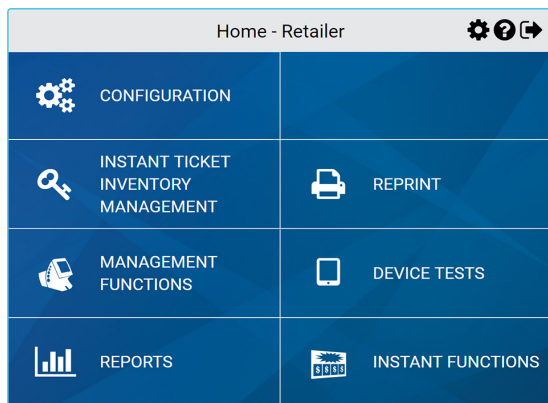 Home - Retailer
CONFIGURATION
INSTANT TICKET
INVENTORY
MANAGEMENT
REPRINT
MANAGEMENT
FUNCTIONS
DEVICE TESTS
REPORTS
$ $ $ $
INSTANT FUNCTIONS